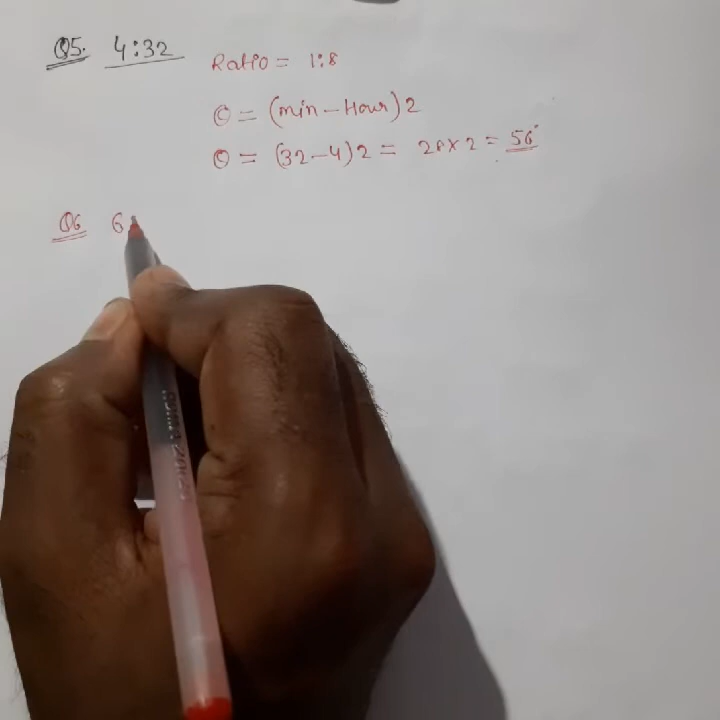 Q5. 4:32
Ratio = 1:8
θ = (min - Hour) 2
θ = (32-4)2 = 28 x 2 = 56°
Q6 6